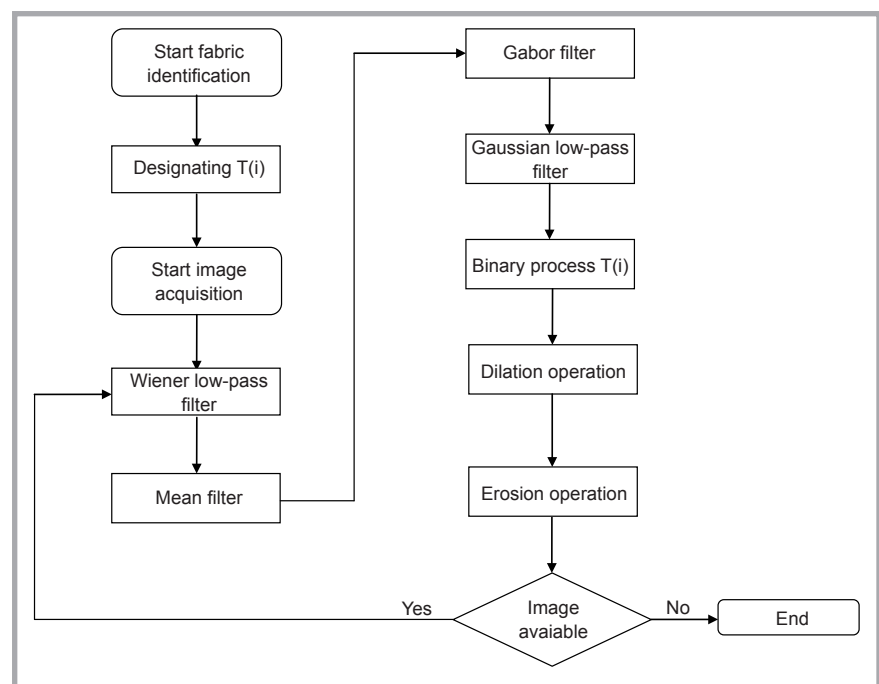 Start fabric
identification
Designating T(i)
Start image
acquisition
Wiener low-pass
filter
Mean filter
Gabor filter
Gaussian low-pass
filter
Binary process T(i)
Dilation operation
Erosion operation
Image
avaiable
Yes
No
End